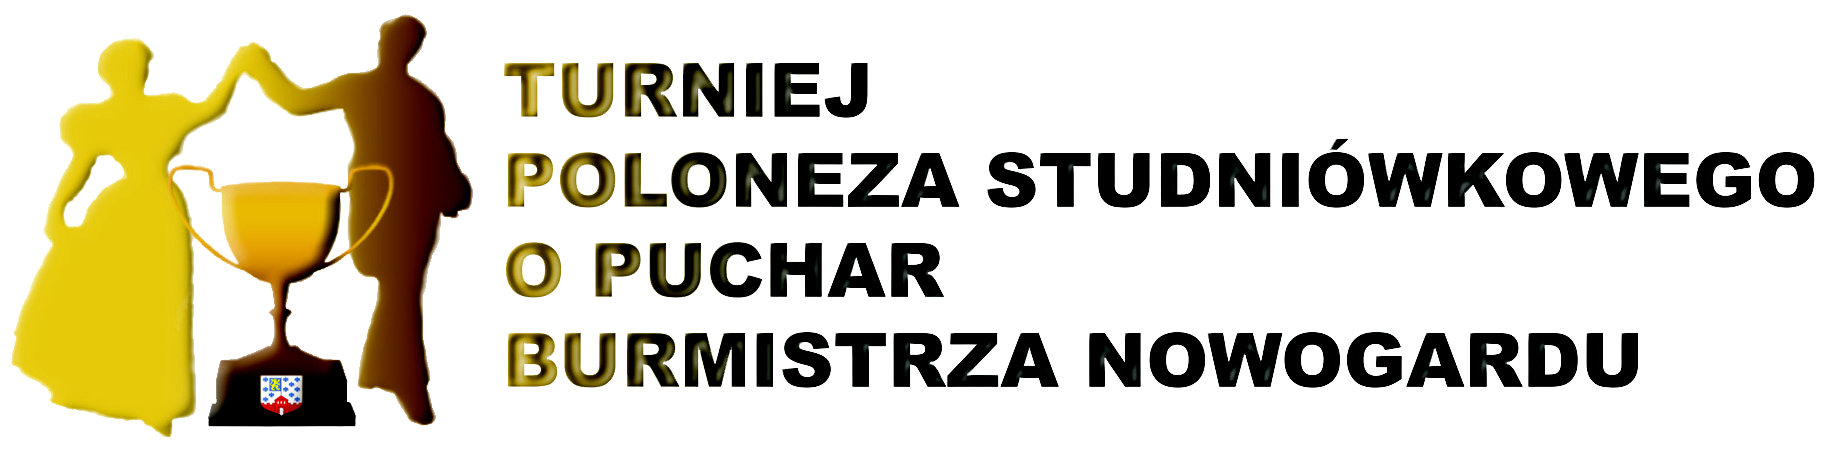 TURNIEJ
POLONEZA STUDNIÓWKOWEGO
O PUCHAR
BURMISTRZA NOWOGARDU